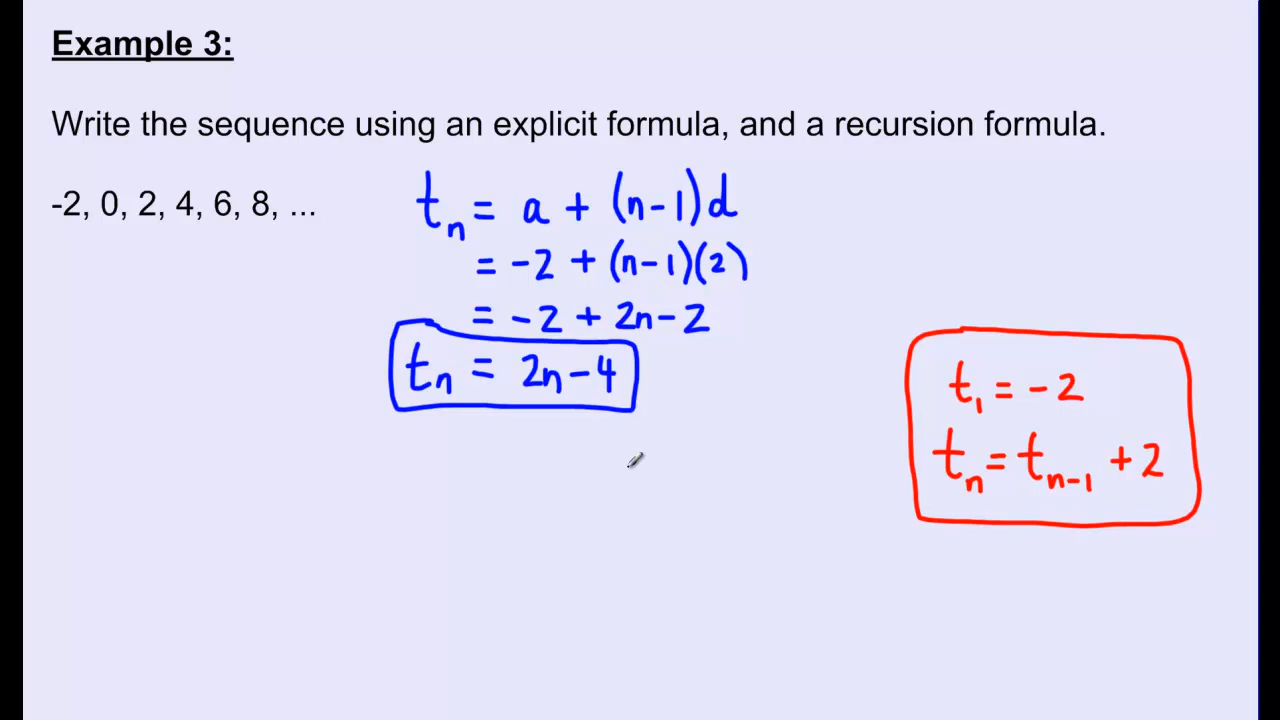 Example 3:
Write the sequence using an explicit formula, and a recursion formula.
-2, 0, 2, 4, 6, 8, ...
tₙ = a + (n-1)d
= -2 + (n-1)(2)
= -2 + 2n-2
tₙ = 2n-4
t₁ = -2
tₙ = tₙ₋₁ +2